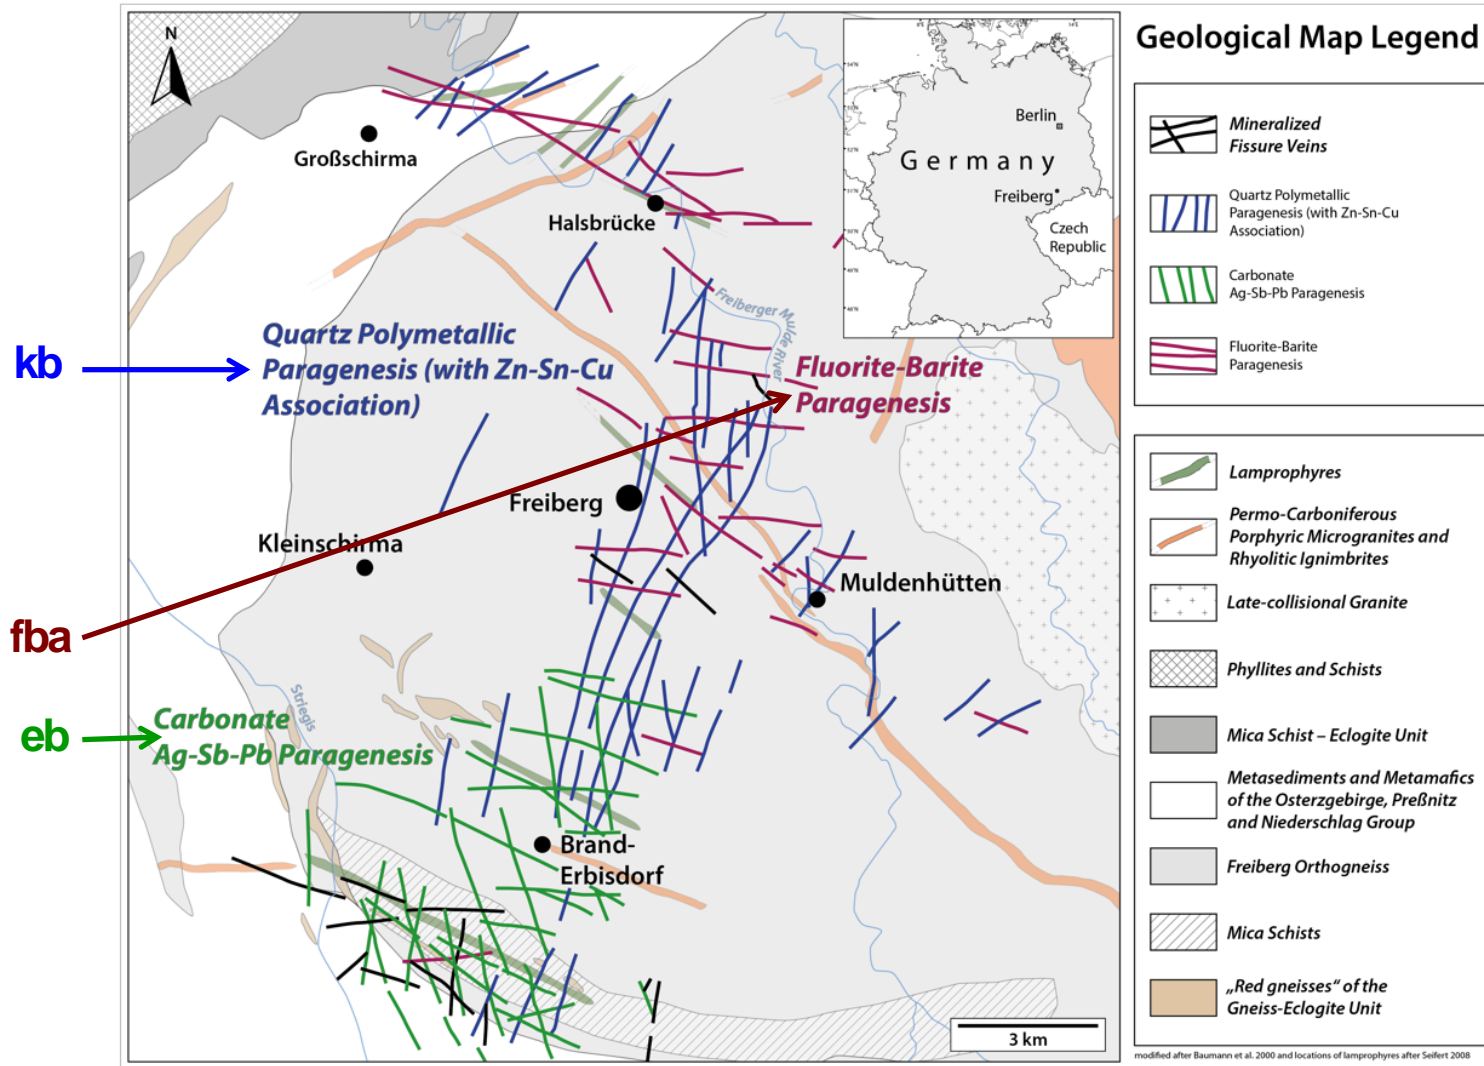 Geological Map Legend
N
Großschirma
Halsbrücke
Berlin
Germany
Freiberg
Czech
Republic
Freiberger Mulde River
kb
Quartz Polymetallic
Paragenesis (with Zn-Sn-Cu
Association)
Fluorite-Barite
Paragenesis
Freiberg
Kleinschirma
Muldenhütten
fba
Striegis
eb
Carbonate
Ag-Sb-Pb Paragenesis
Brand-
Erbisdorf
3 km
Mineralized
Fissure Veins
Quartz Polymetallic
Paragenesis (with Zn-Sn-Cu
Association)
Carbonate
Ag-Sb-Pb Paragenesis
Fluorite-Barite
Paragenesis
Lamprophyres
Permo-Carboniferous
Porphyric Microgranites and
Rhyolitic Ignimbrites
Late-collisional Granite
Phyllites and Schists
Mica Schist – Eclogite Unit
Metasediments and Metamafics
of the Osterzgebirge, Preßnitz
and Niederschlag Group
Freiberg Orthogneiss
Mica Schists
„Red gneisses“ of the
Gneiss-Eclogite Unit
modified after Baumann et al. 2000 and locations of lamprophyres after Seifert 2008